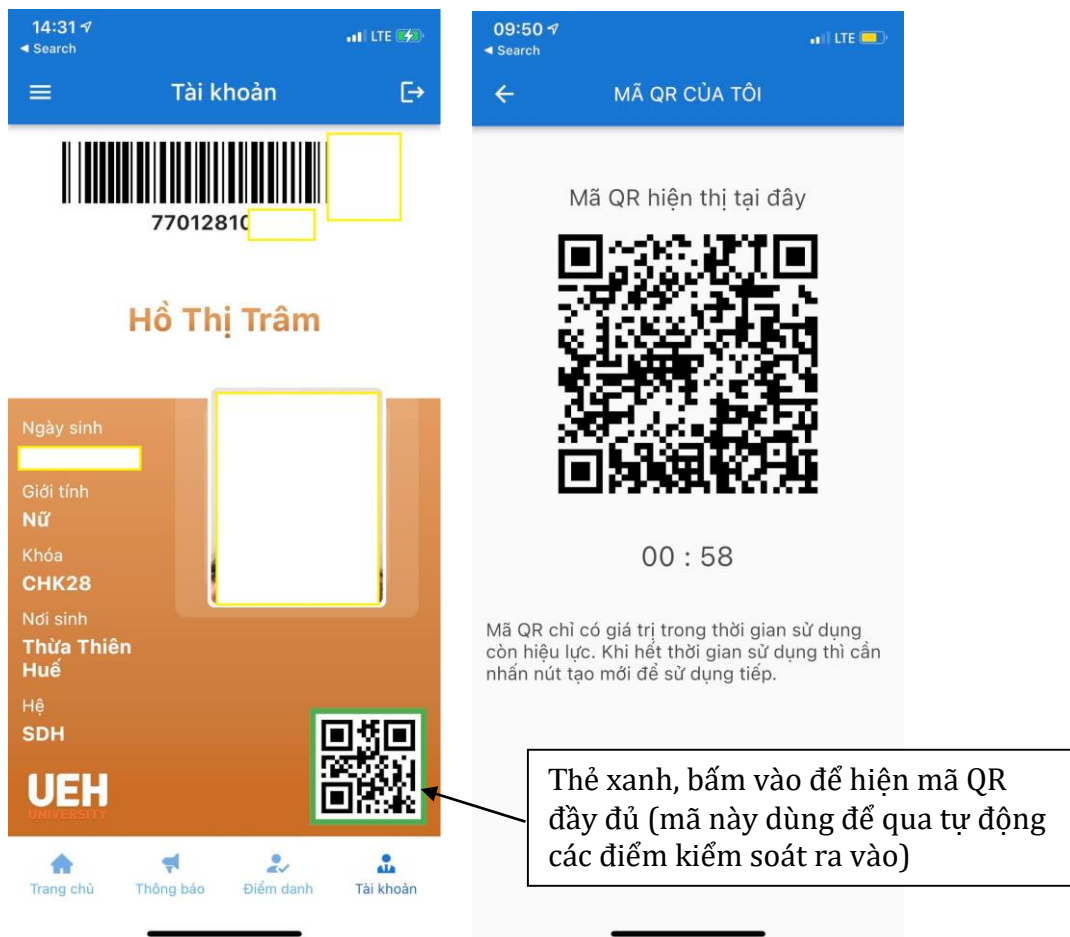 14:31
LTE
◀ Search
Tài khoản
77012810
Hồ Thị Trâm
Ngày sinh
Giới tính
Nữ
Khóa
CHK28
Nơi sinh
Thừa Thiên
Huế
Hệ
SDH
UEH
UNIVERSITY
Trang chủ
Thông báo
Điểm danh
Tài khoản
09:50
LTE
◀ Search
MÃ QR CỦA TÔI
Mã QR hiện thị tại đây
00 : 58
Mã QR chỉ có giá trị trong thời gian sử dụng
còn hiệu lực. Khi hết thời gian sử dụng thì cần
nhấn nút tạo mới để sử dụng tiếp.
Thẻ xanh, bấm vào để hiện mã QR
đầy đủ (mã này dùng để qua tự động
các điểm kiểm soát ra vào)